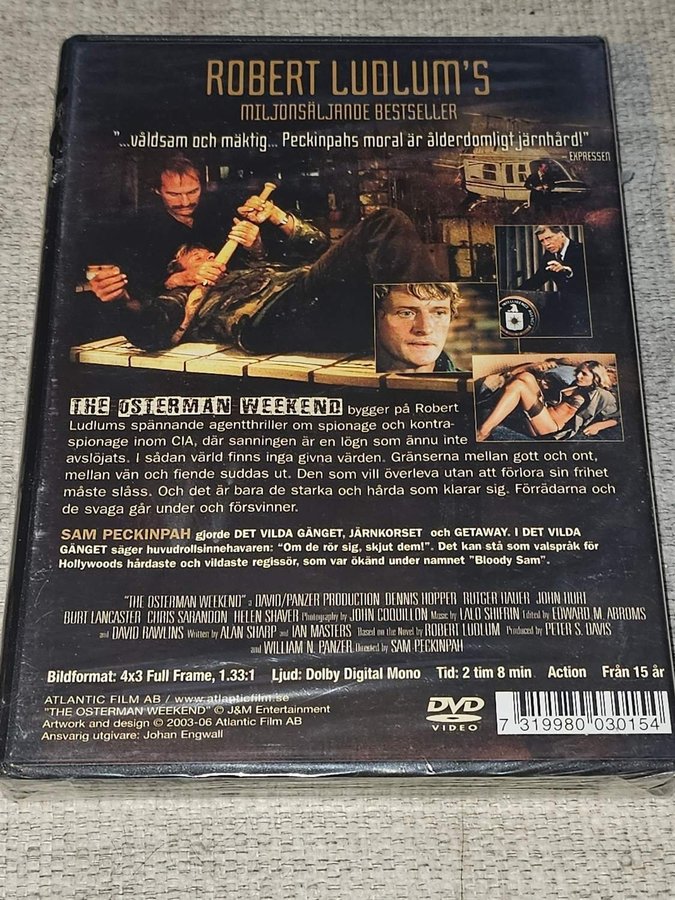 ROBERT LUDLUM'S
MILJONSÄLJANDE BESTSELLER
"...våldsam och mäktig... Peckinpahs moral är ålderdomligt järnhård!"
– EXPRESSEN
THE OSTERMAN WEEKEND bygger på Robert
Ludlums spännande agentthriller om spionage och kontra-
spionage inom CIA, där sanningen är en lögn som ännu inte
avslöjats. I sådan värld finns inga givna värden. Gränserna mellan gott och ont,
mellan vän och fiende suddas ut. Den som vill överleva utan att förlora sin frihet
måste slåss. Och det är bara de starka och hårda som klarar sig. Förrädarna och
de svaga går under och försvinner.
SAM PECKINPAH gjorde DET VILDA GÄNGET, JÄRNKORSET och GETAWAY. I DET VILDA
GÄNGET säger huvudrollsinnehavaren: "Om de rör sig, skjut dem!". Det kan stå som valspråk för
Hollywoods hårdaste och vildaste regissör, som var ökänd under namnet "Bloody Sam".
"THE OSTERMAN WEEKEND" a DAVID/PANZER PRODUCTION DENNIS HOPPER RUTGER HAUER JOHN HURT
BURT LANCASTER CHRIS SARANDON HELEN SHAVER Photography by JOHN COQUILLON Music by LALO SHIFRIN Edited by EDWARD M. ABROMS
and DAVID RAWLINS Written by ALAN SHARP and IAN MASTERS Based on the Novel by ROBERT LUDLUM Produced by PETER S. DAVIS
and WILLIAM N. PANZER Directed by SAM PECKINPAH
Bildformat: 4x3 Full Frame, 1.33:1 Ljud: Dolby Digital Mono Tid: 2 tim 8 min Action Från 15 år
ATLANTIC FILM AB / www.atlanticfilm.se
"THE OSTERMAN WEEKEND" © J&M Entertainment
Artwork and design © 2003-06 Atlantic Film AB
Ansvarig utgivare: Johan Engwall
DVD
VIDEO
7 319980 030154